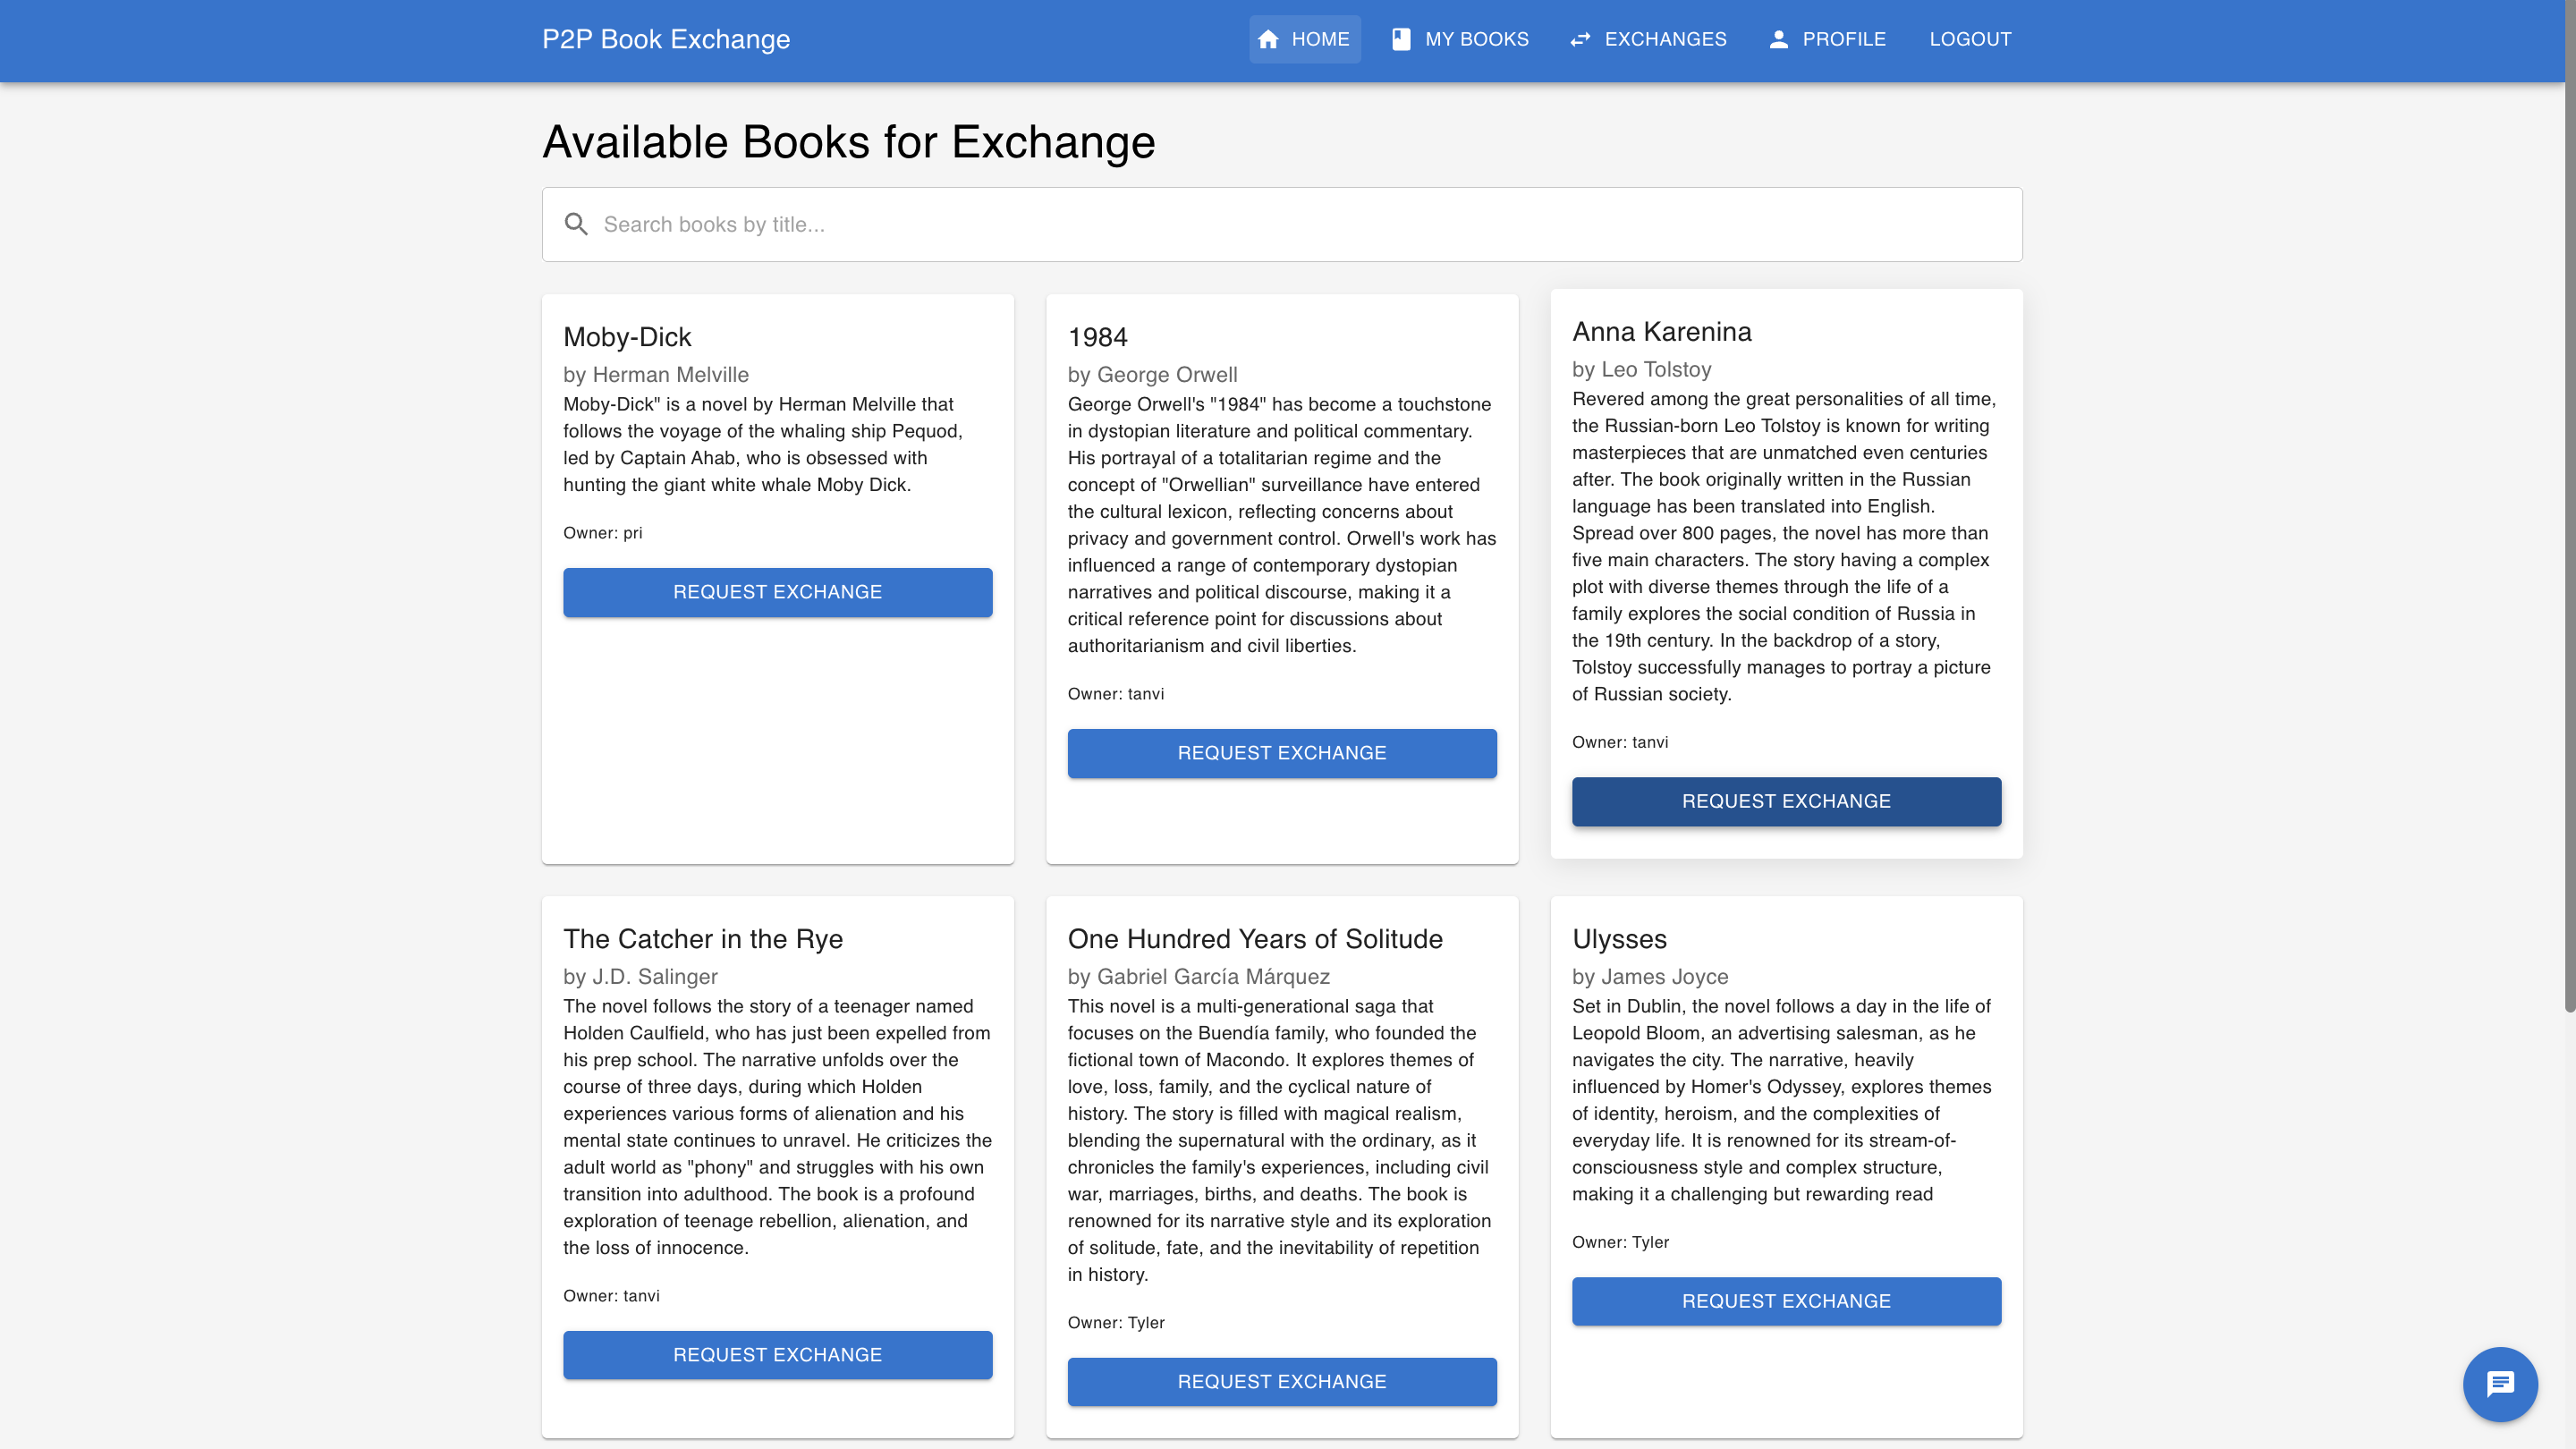 P2P Book Exchange
HOME
MY BOOKS
EXCHANGES
PROFILE
LOGOUT
Available Books for Exchange
Search books by title...
Moby-Dick
by Herman Melville
Moby-Dick" is a novel by Herman Melville that
follows the voyage of the whaling ship Pequod,
led by Captain Ahab, who is obsessed with
hunting the giant white whale Moby Dick.
Owner: pri
REQUEST EXCHANGE
1984
by George Orwell
George Orwell's "1984" has become a touchstone
in dystopian literature and political commentary.
His portrayal of a totalitarian regime and the
concept of "Orwellian" surveillance have entered
the cultural lexicon, reflecting concerns about
privacy and government control. Orwell's work has
influenced a range of contemporary dystopian
narratives and political discourse, making it a
critical reference point for discussions about
authoritarianism and civil liberties.
Owner: tanvi
REQUEST EXCHANGE
Anna Karenina
by Leo Tolstoy
Revered among the great personalities of all time,
the Russian-born Leo Tolstoy is known for writing
masterpieces that are unmatched even centuries
after. The book originally written in the Russian
language has been translated into English.
Spread over 800 pages, the novel has more than
five main characters. The story having a complex
plot with diverse themes through the life of a
family explores the social condition of Russia in
the 19th century. In the backdrop of a story,
Tolstoy successfully manages to portray a picture
of Russian society.
Owner: tanvi
REQUEST EXCHANGE
The Catcher in the Rye
by J.D. Salinger
The novel follows the story of a teenager named
Holden Caulfield, who has just been expelled from
his prep school. The narrative unfolds over the
course of three days, during which Holden
experiences various forms of alienation and his
mental state continues to unravel. He criticizes the
adult world as "phony" and struggles with his own
transition into adulthood. The book is a profound
exploration of teenage rebellion, alienation, and
the loss of innocence.
Owner: tanvi
REQUEST EXCHANGE
One Hundred Years of Solitude
by Gabriel García Márquez
This novel is a multi-generational saga that
focuses on the Buendía family, who founded the
fictional town of Macondo. It explores themes of
love, loss, family, and the cyclical nature of
history. The story is filled with magical realism,
blending the supernatural with the ordinary, as it
chronicles the family's experiences, including civil
war, marriages, births, and deaths. The book is
renowned for its narrative style and its exploration
of solitude, fate, and the inevitability of repetition
in history.
Owner: Tyler
REQUEST EXCHANGE
Ulysses
by James Joyce
Set in Dublin, the novel follows a day in the life of
Leopold Bloom, an advertising salesman, as he
navigates the city. The narrative, heavily
influenced by Homer's Odyssey, explores themes
of identity, heroism, and the complexities of
everyday life. It is renowned for its stream-of-
consciousness style and complex structure,
making it a challenging but rewarding read
Owner: Tyler
REQUEST EXCHANGE